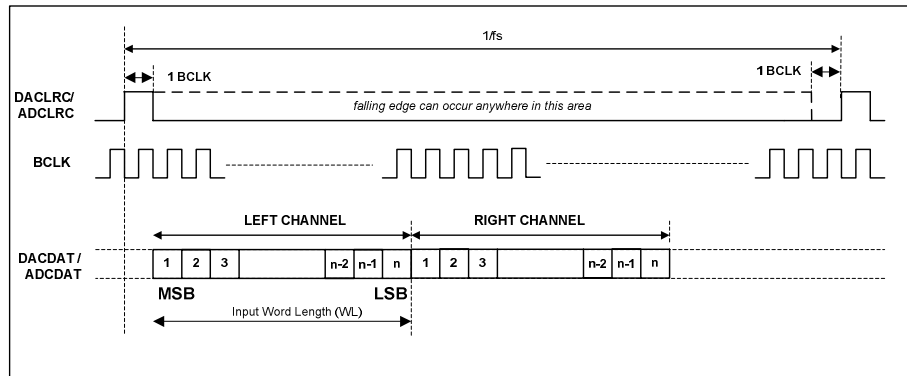 1/fs
1 BCLK
1 BCLK
DACLRC/
ADCLRC
falling edge can occur anywhere in this area
BCLK
LEFT CHANNEL
RIGHT CHANNEL
DACDAT /
ADCDAT
1 2 3 n-2 n-1 n 1 2 3 n-2 n-1 n
MSB
LSB
Input Word Length (WL)